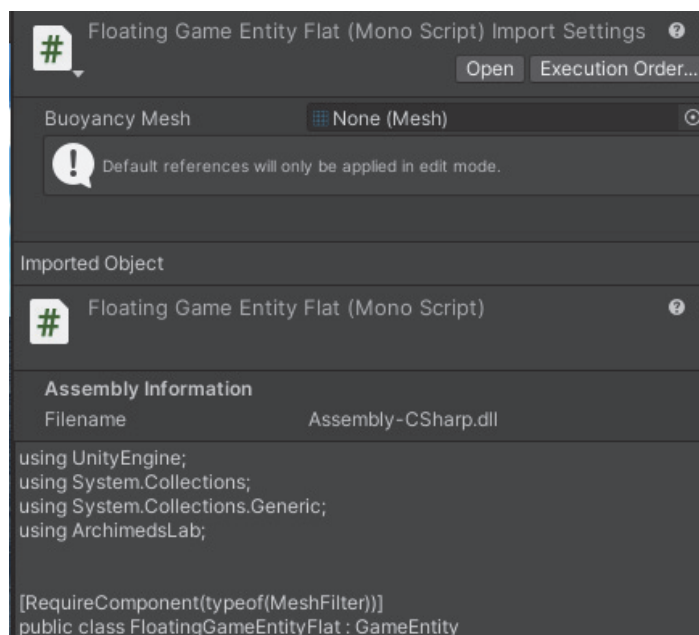 Floating Game Entity Flat (Mono Script) Import Settings
Open Execution Order...
Buoyancy Mesh None (Mesh)
Default references will only be applied in edit mode.
Imported Object
Floating Game Entity Flat (Mono Script)
Assembly Information
Filename Assembly-CSharp.dll
using UnityEngine;
using System.Collections;
using System.Collections.Generic;
using ArchimedsLab;
[RequireComponent(typeof(MeshFilter))]
public class FloatingGameEntityFlat : GameEntity